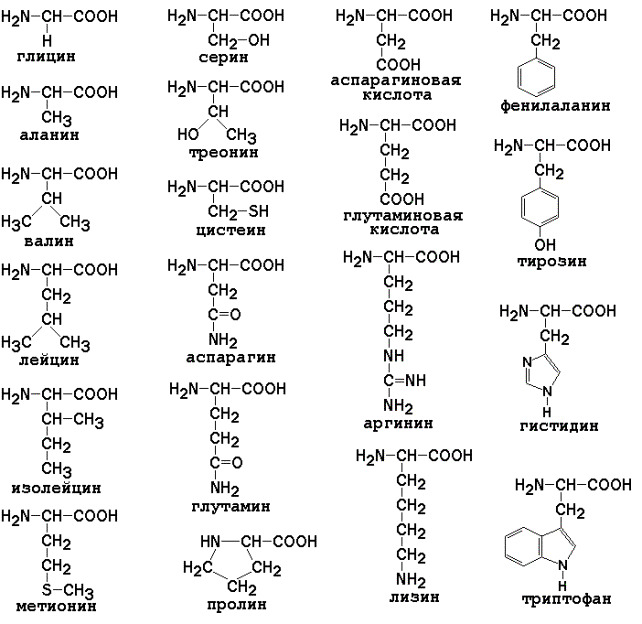 H2N—CH—COOH
H
глицин
H2N—CH—COOH
CH3
аланин
H2N—CH—COOH
CH
H3C CH3
валин
H2N—CH—COOH
CH2
CH
H3C CH3
лейцин
H2N—CH—COOH
CH—CH3
CH2
CH3
изолейцин
H2N—CH—COOH
CH2
CH2
S—CH3
метионин
H2N—CH—COOH
CH2—OH
серин
H2N—CH—COOH
CH
HO CH3
треонин
H2N—CH—COOH
CH2—SH
цистеин
H2N—CH—COOH
CH2
C=O
NH2
аспарагин
H2N—CH—COOH
CH2
CH2
C=O
NH2
глутамин
HN—CH—COOH
H2C CH2
CH2
пролин
H2N—CH—COOH
CH2
COOH
аспарагиновая
кислота
H2N—CH—COOH
CH2
CH2
COOH
глутаминовая
кислота
H2N—CH—COOH
CH2
CH2
CH2
NH
C=NH
NH2
аргинин
H2N—CH—COOH
CH2
CH2
CH2
CH2
NH2
лизин
H2N—CH—COOH
CH2
фенилаланин
H2N—CH—COOH
CH2
OH
тирозин
H2N—CH—COOH
CH2
N
N
H
гистидин
H2N—CH—COOH
CH2
N
H
триптофан